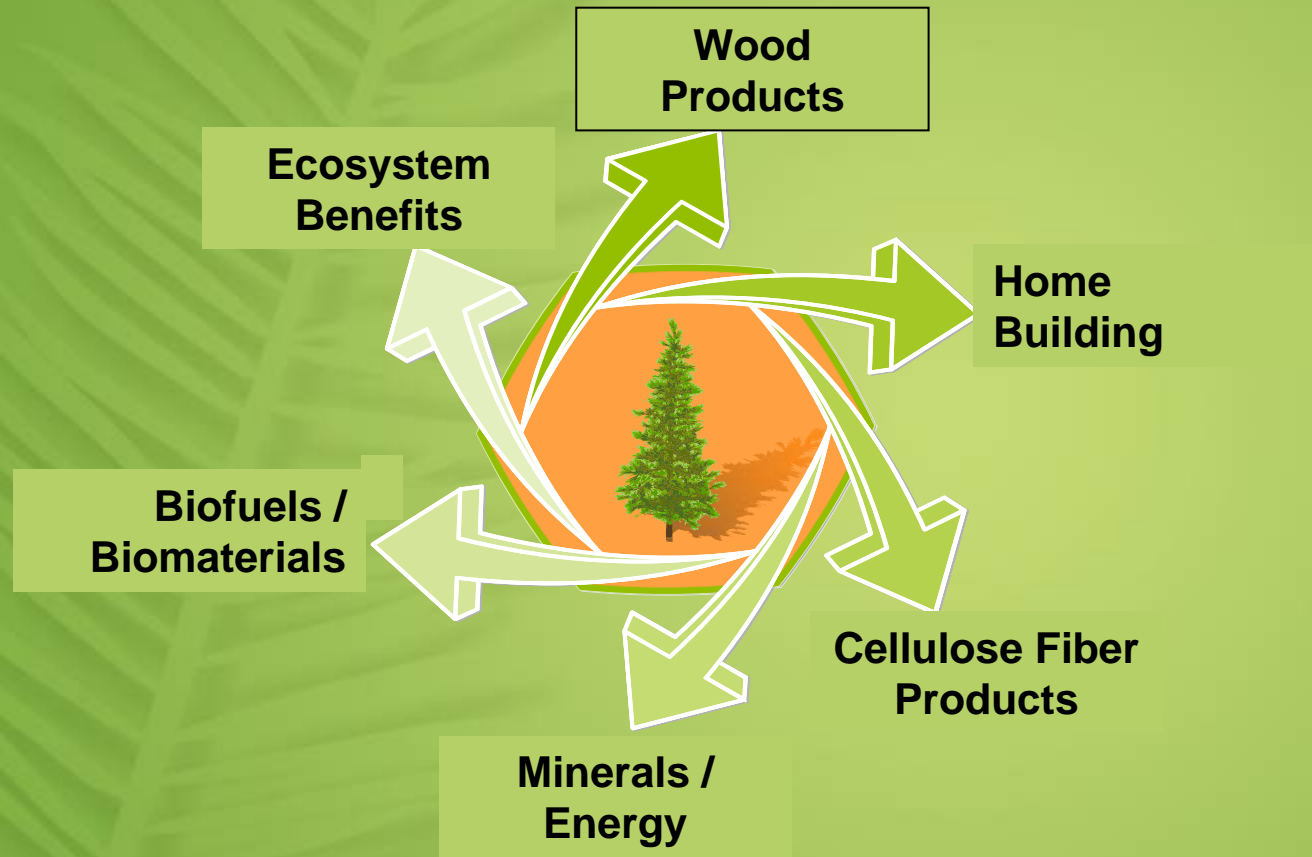 Wood
Products
Ecosystem
Benefits
Home
Building
Biofuels /
Biomaterials
Cellulose Fiber
Products
Minerals /
Energy